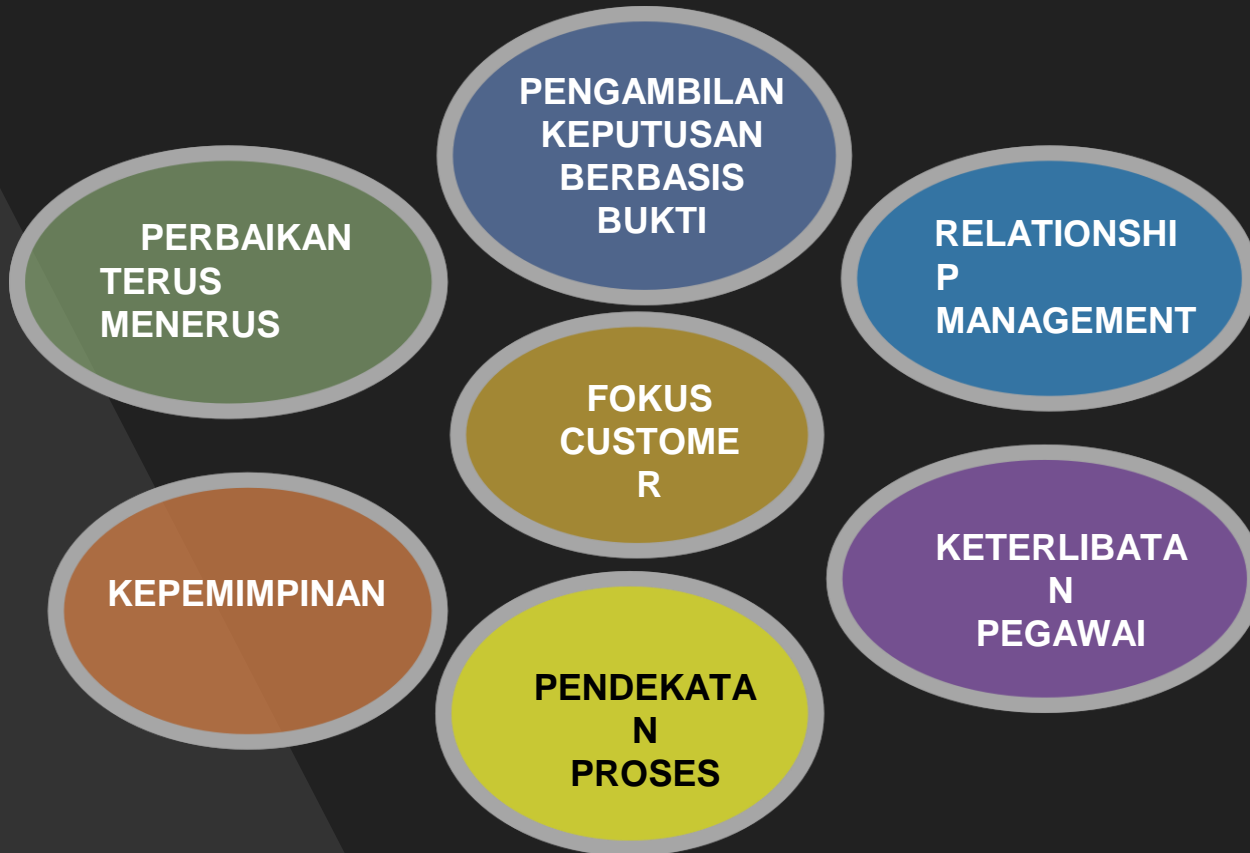 PENGAMBILAN
KEPUTUSAN
BERBASIS
BUKTI
PERBAIKAN
TERUS
MENERUS
RELATIONSHI
P
MANAGEMENT
FOKUS
CUSTOME
R
KEPEMIMPINAN
KETERLIBATA
N
PEGAWAI
PENDEKATA
N
PROSES